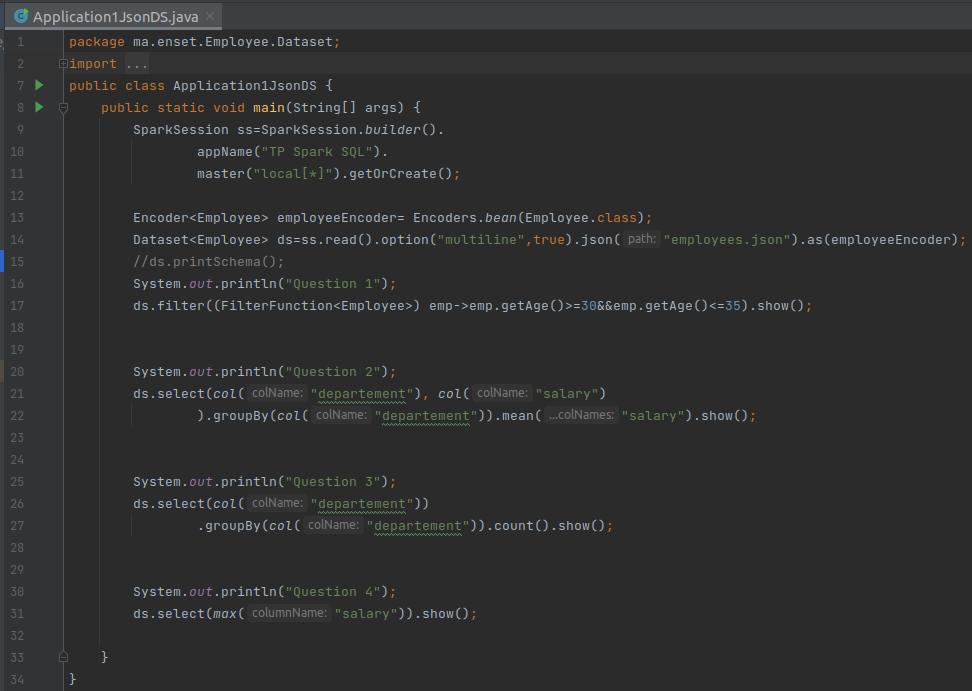 Application1JsonDS.java
1 package ma.enset.Employee.Dataset;
2 import ...
7 public class Application1JsonDS {
8 public static void main(String[] args) {
9 SparkSession ss=SparkSession.builder().
10 appName("TP Spark SQL").
11 master("local[*]").getOrCreate();
12
13 Encoder<Employee> employeeEncoder= Encoders.bean(Employee.class);
14 Dataset<Employee> ds=ss.read().option("multiline",true).json( path: "employees.json").as(employeeEncoder);
15 //ds.printSchema();
16 System.out.println("Question 1");
17 ds.filter((FilterFunction<Employee>) emp->emp.getAge()>=30&&emp.getAge()<=35).show();
18
19
20 System.out.println("Question 2");
21 ds.select(col( colName: "departement"), col( colName: "salary")
22 ).groupBy(col( colName: "departement")).mean( ...colNames: "salary").show();
23
24
25 System.out.println("Question 3");
26 ds.select(col( colName: "departement"))
27 .groupBy(col( colName: "departement")).count().show();
28
29
30 System.out.println("Question 4");
31 ds.select(max( columnName: "salary")).show();
32
33 }
34 }